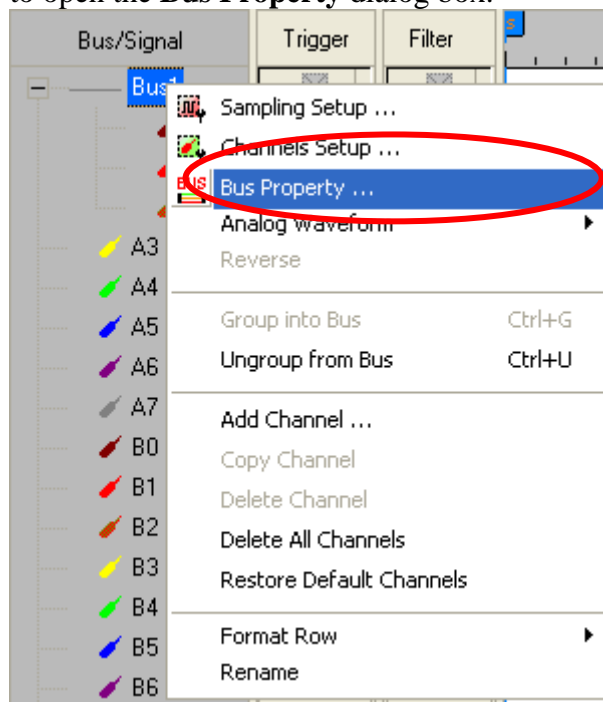 to open the Bus Property dialog box.
Bus/Signal Trigger Filter
Bus1
Sampling Setup ...
Channels Setup ...
BUS Bus Property ...
Analog Waveform
A3 Reverse
A4
A5 Group into Bus Ctrl+G
A6 Ungroup from Bus Ctrl+U
A7 Add Channel ...
B0 Copy Channel
B1 Delete Channel
B2 Delete All Channels
B3 Restore Default Channels
B4
B5 Format Row
B6 Rename